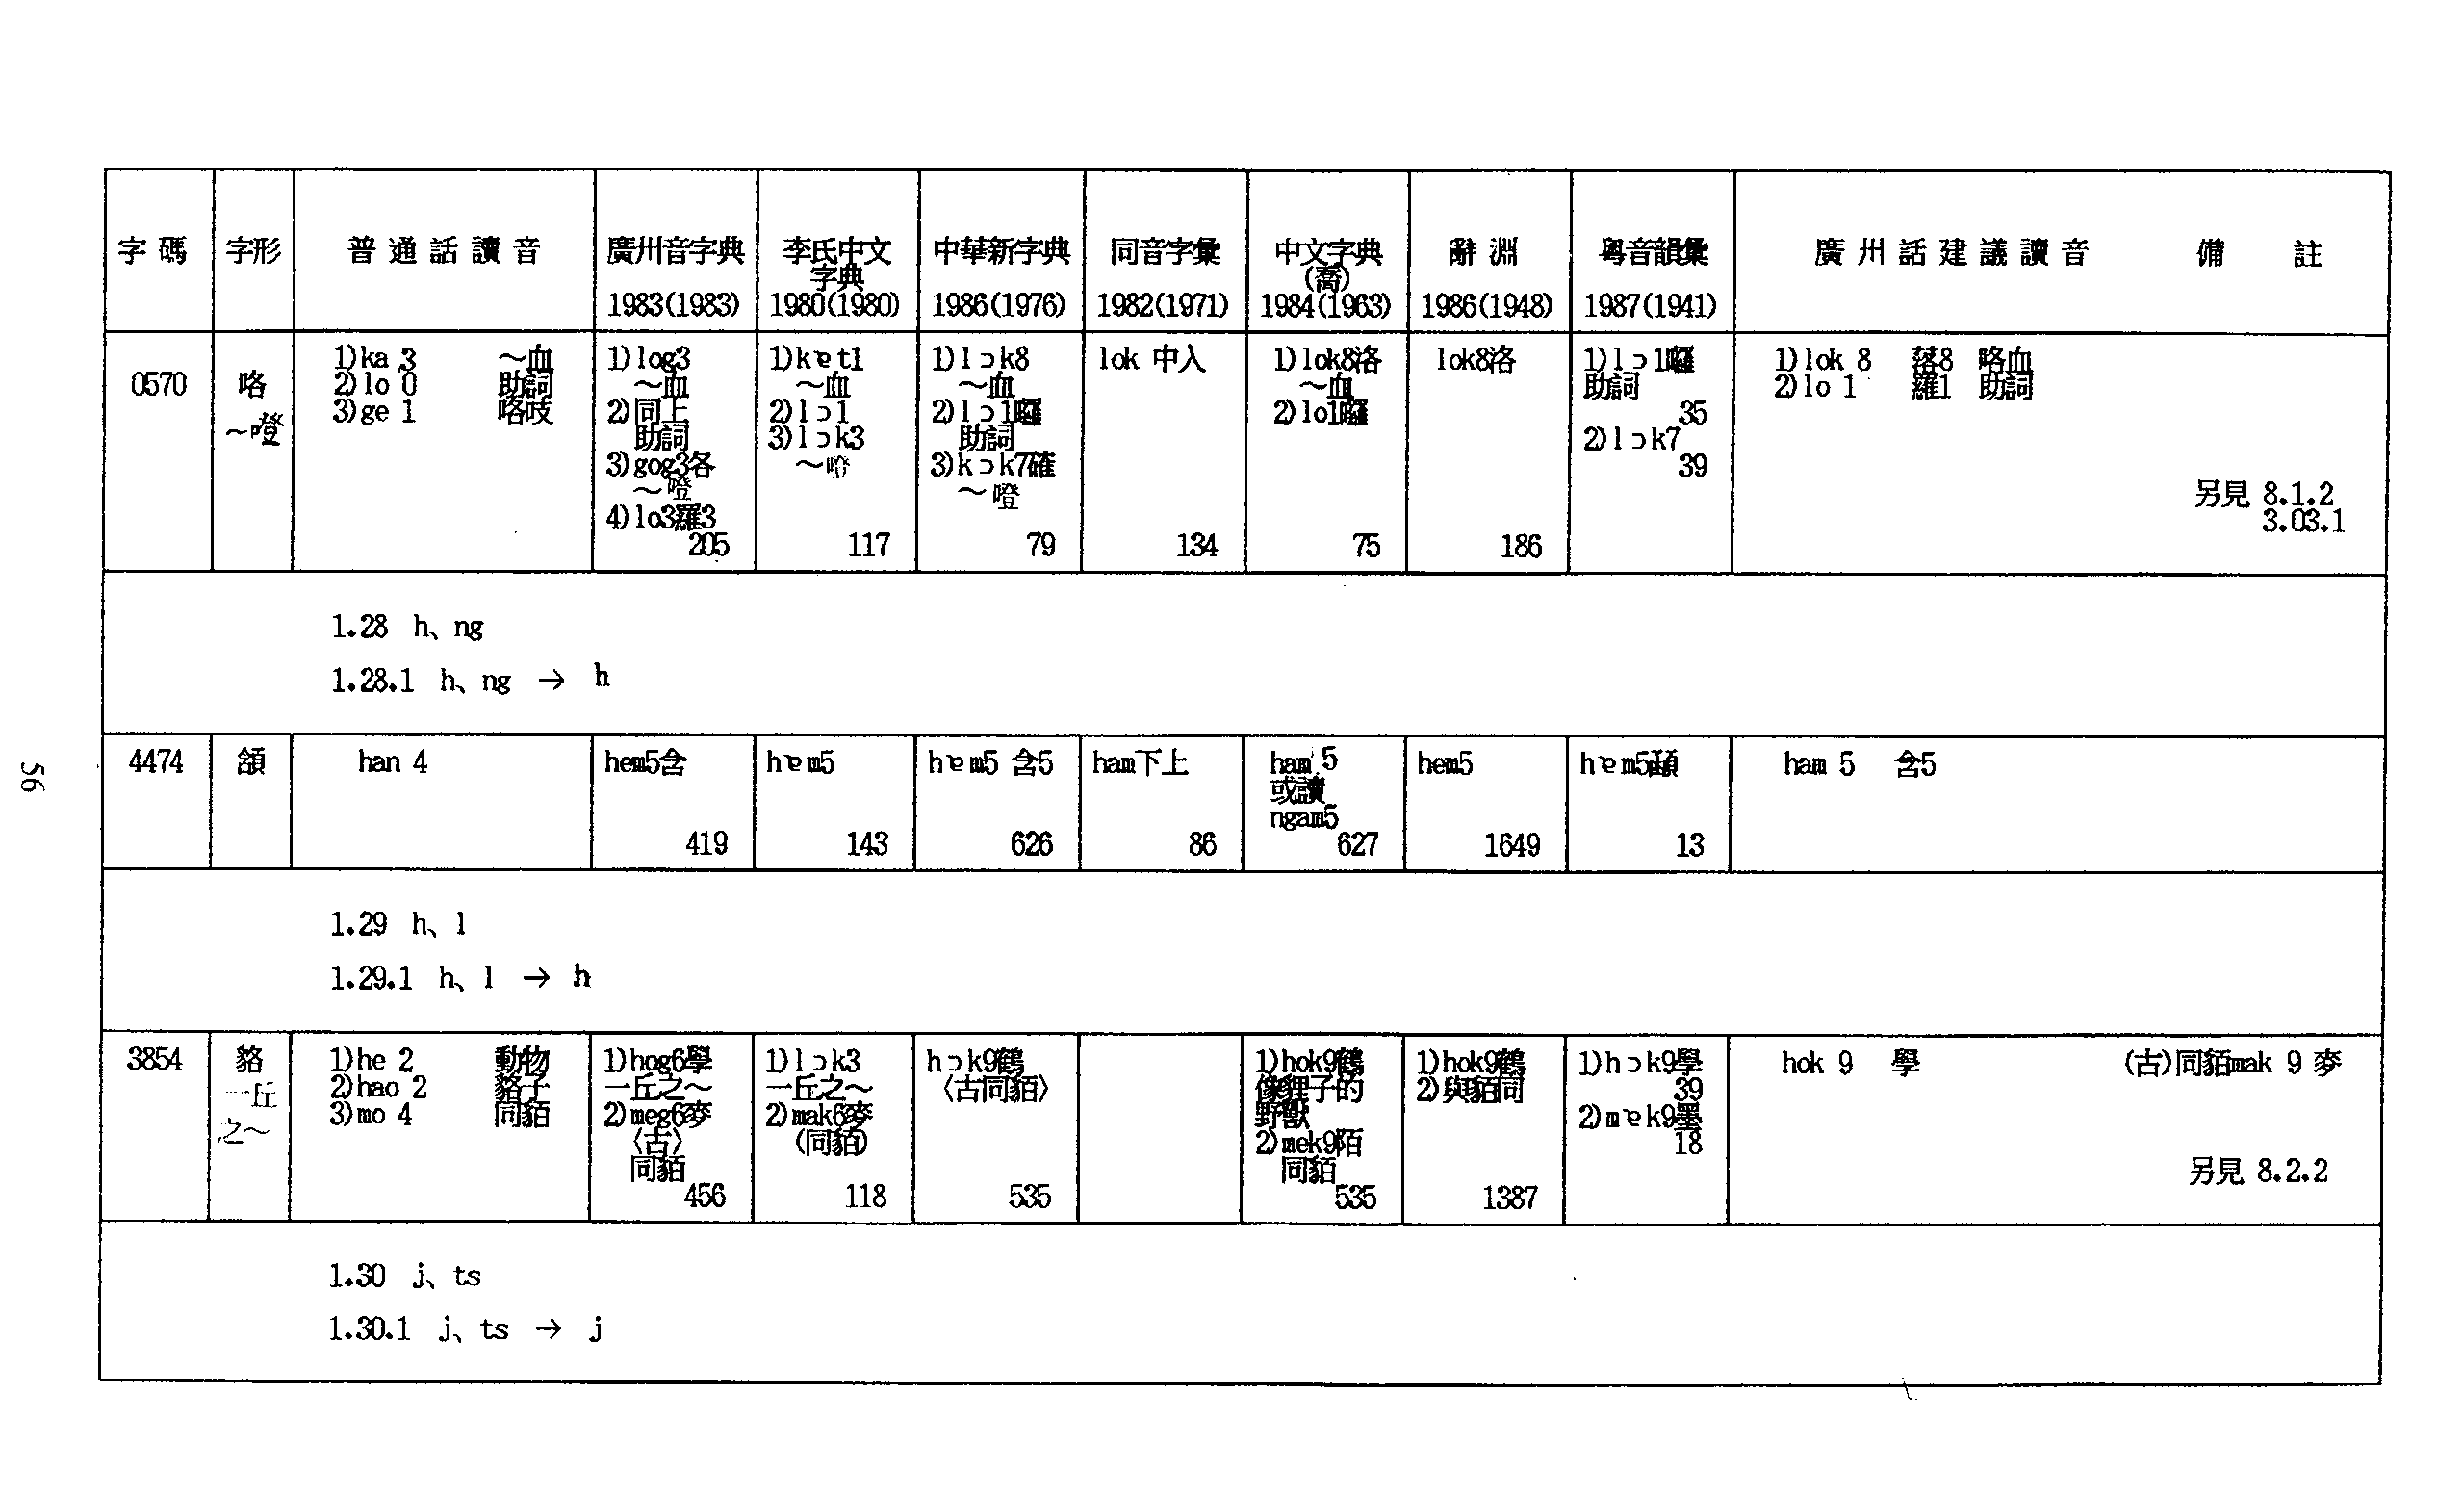 字碼 字形 普通話讀音 廣州音字典 李氏中文字典 中華新字典 同音字彙 中文字典(喬) 辭淵 粵音韻彙 廣州話建議讀音 備註
1983(1983) 1980(1980) 1986(1976) 1982(1971) 1984(1963) 1986(1948) 1987(1941)
0570
咯
～噔
1)ka 3 ～血
2)lo 0 助詞
3)ge 1 咯吱
1)log3
～血
2)同上
助詞
3)gog3各
～噔
4)lo3羅3
205
1)kɐt1
～血
2)lɔ1
3)lɔk3
～噔
117
1)lɔk8
～血
2)lɔ1囉
助詞
3)kɔk7確
～噔
79
lok 中入
134
1)lok8洛
～血
2)lo1囉
75
lok8洛
186
1)lɔ1囉
助詞
35
2)lɔk7
39
1)lok 8 落8 咯血
2)lo 1 羅1 助詞
另見 8.1.2
3.03.1
1.28 h、ng
1.28.1 h、ng → h
4474
頷
han 4
hem5含
419
hɐm5
143
hɐm5 含5
626
ham下上
86
ham 5
或讀
ngam5
627
hem5
1649
hɐm5頷
13
ham 5 含5
1.29 h、l
1.29.1 h、l → h
3854
貉
一丘
之～
1)he 2 動物
2)hao 2 貉子
3)mo 4 同貊
1)hog6學
一丘之～
2)meg6麥
〈古〉
同貊
456
1)lɔk3
一丘之～
2)mak6麥
(同貊)
118
hɔk9鶴
〈古同貊〉
535
1)hok9鶴
像貍子的
野獸
2)mek9陌
同貊
535
1)hok9鶴
2)與貊同
1387
1)hɔk9學
39
2)mɐk9墨
18
hok 9 學
(古)同貊mak 9 麥
另見 8.2.2
1.30 j、ts
1.30.1 j、ts → j
56